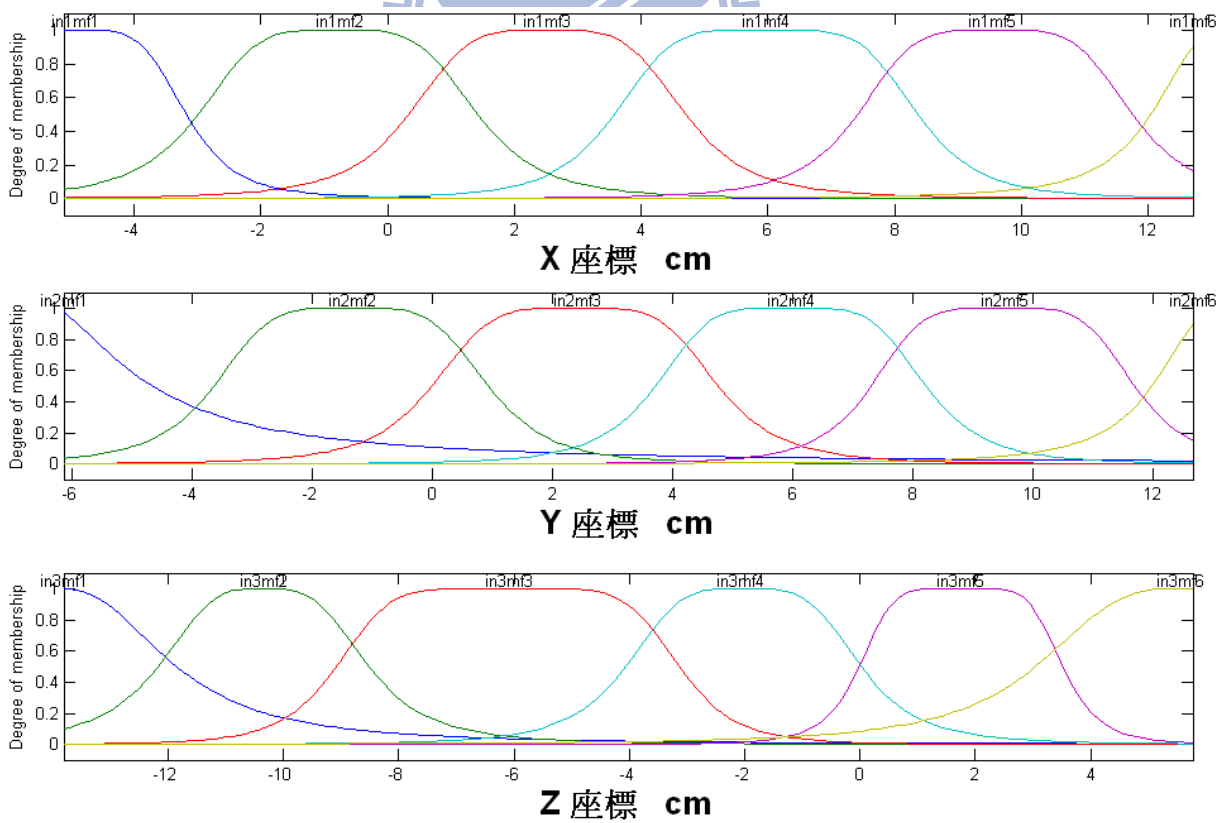 in1mf1 in1mf2 in1mf3 in1mf4 in1mf5 in1mf6
Degree of membership
1
0.8
0.6
0.4
0.2
0
-4 -2 0 2 4 6 8 10 12
X 座標 cm
in2mf1 in2mf2 in2mf3 in2mf4 in2mf5 in2mf6
Degree of membership
1
0.8
0.6
0.4
0.2
0
-6 -4 -2 0 2 4 6 8 10 12
Y 座標 cm
in3mf1 in3mf2 in3mf3 in3mf4 in3mf5 in3mf6
Degree of membership
1
0.8
0.6
0.4
0.2
0
-12 -10 -8 -6 -4 -2 0 2 4
Z 座標 cm